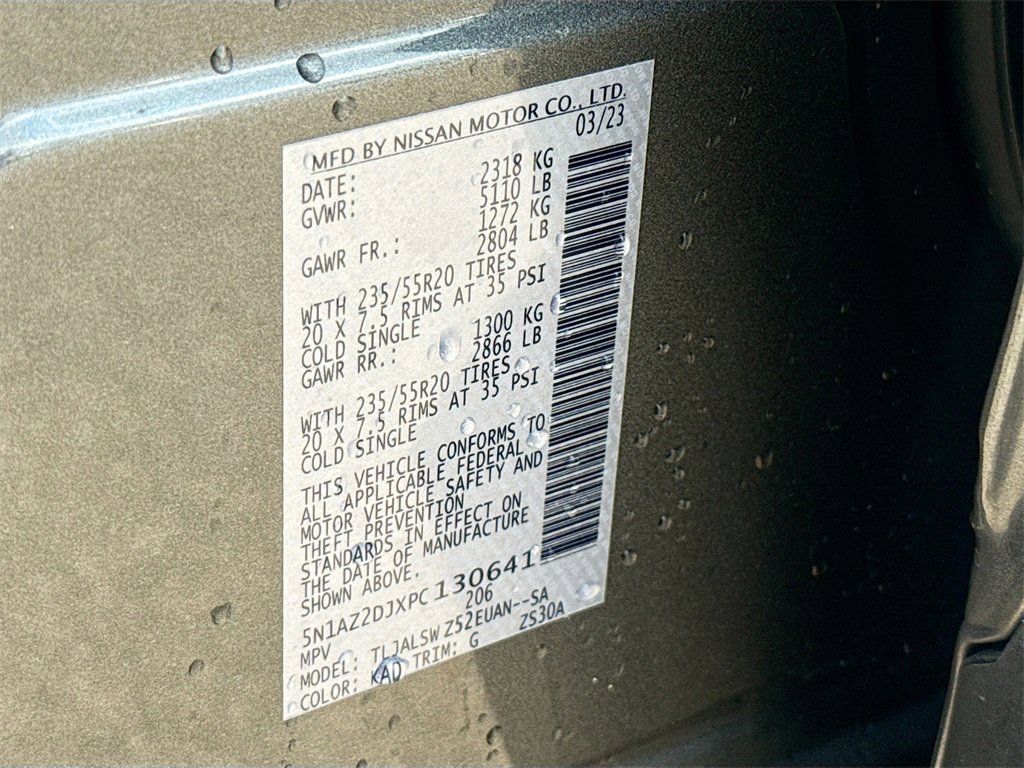 MFD BY NISSAN MOTOR CO., LTD.
DATE: 03/23
GVWR: 2318 KG
5110 LB
GAWR FR.: 1272 KG
2804 LB
WITH 235/55R20 TIRES
20 X 7.5 RIMS AT 35 PSI
COLD SINGLE
GAWR RR.: 1300 KG
2866 LB
WITH 235/55R20 TIRES
20 X 7.5 RIMS AT 35 PSI
COLD SINGLE
THIS VEHICLE CONFORMS TO
ALL APPLICABLE FEDERAL
MOTOR VEHICLE SAFETY AND
THEFT PREVENTION
STANDARDS IN EFFECT ON
THE DATE OF MANUFACTURE
SHOWN ABOVE.
5N1AZ2DJXPC130641
MPV 206
MODEL: TLJALSWZ52EUAN--SA
COLOR: KAD TRIM: G ZS30A